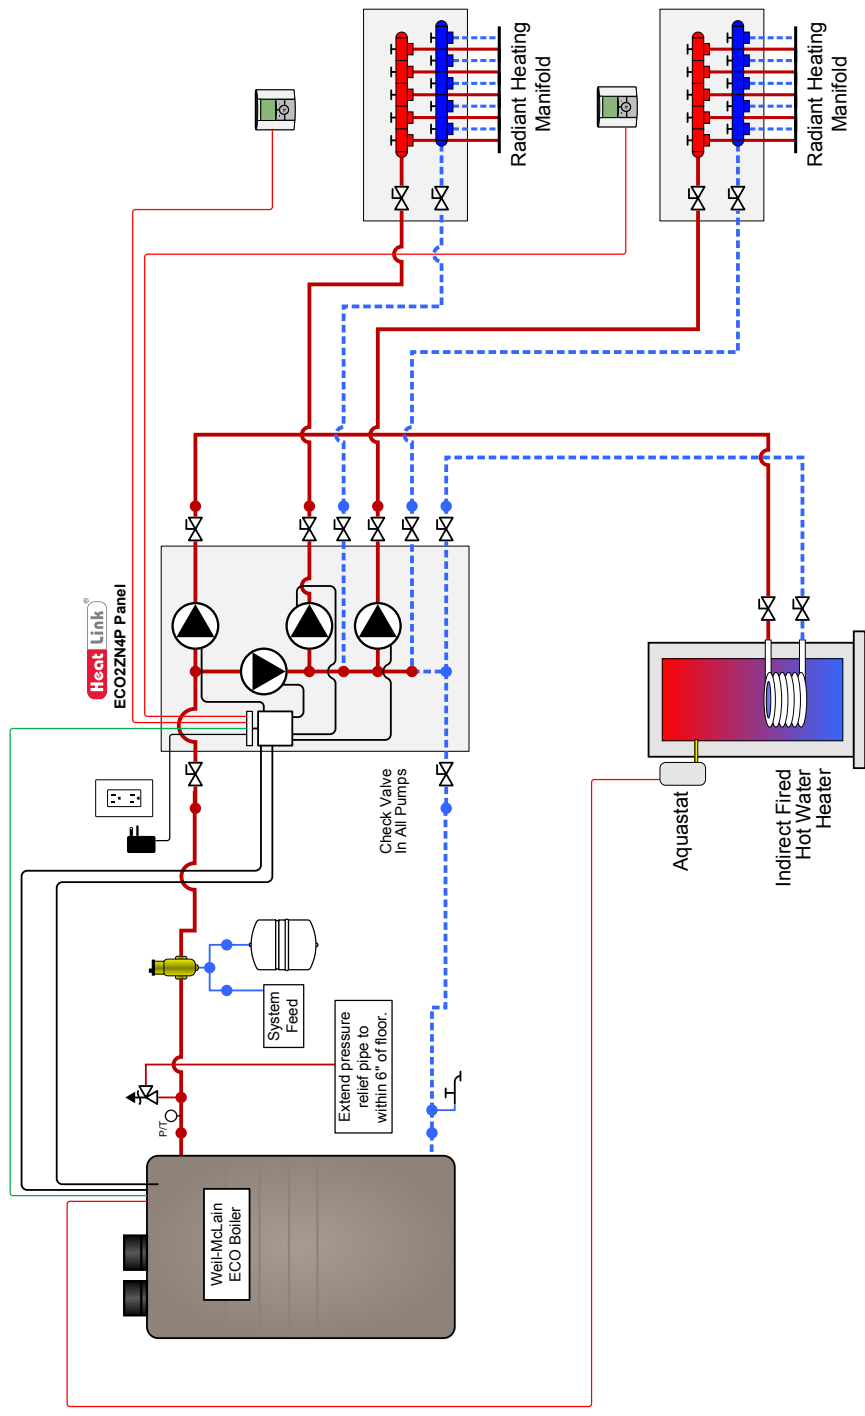 Radiant Heating
Manifold
Radiant Heating
Manifold
Heat Link®
ECO2ZN4P Panel
Check Valve
In All Pumps
Aquastat
Indirect Fired
Hot Water
Heater
System
Feed
Extend pressure
relief pipe to
within 6" of floor.
P/T
Weil-McLain
ECO Boiler